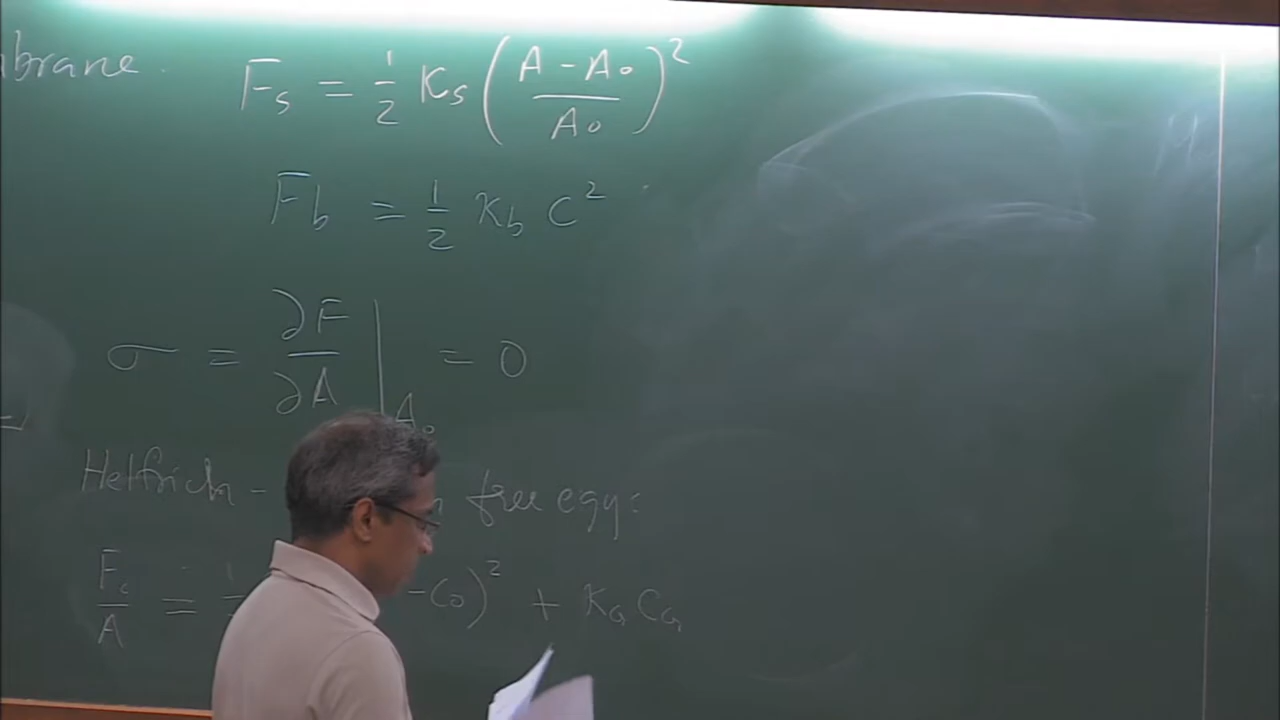 brane. F_s = 1/2 K_s ( (A - A_0) / A_0 )^2
F_b = 1/2 K_b C^2
σ = ∂F/∂A |_{A_0} = 0
Helfrich - free egy:
F_c/A = - C_0)^2 + K_G C_G